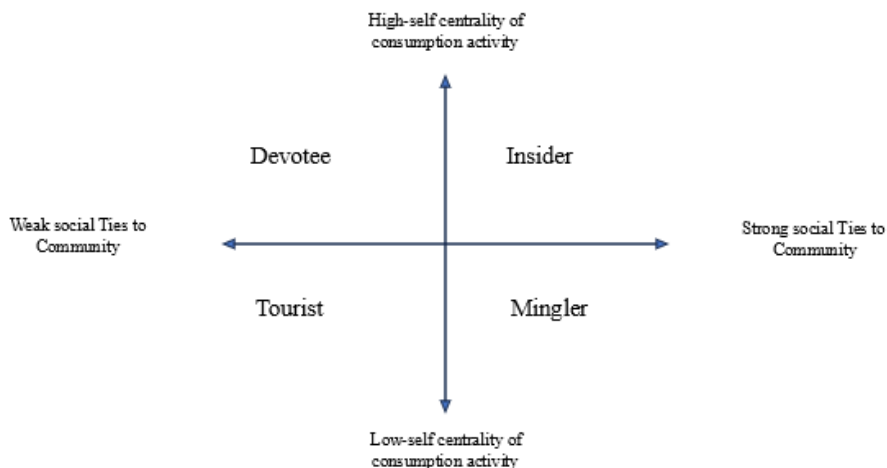 High-self centrality of
consumption activity
Devotee
Insider
Weak social Ties to
Community
Strong social Ties to
Community
Tourist
Mingler
Low-self centrality of
consumption activity